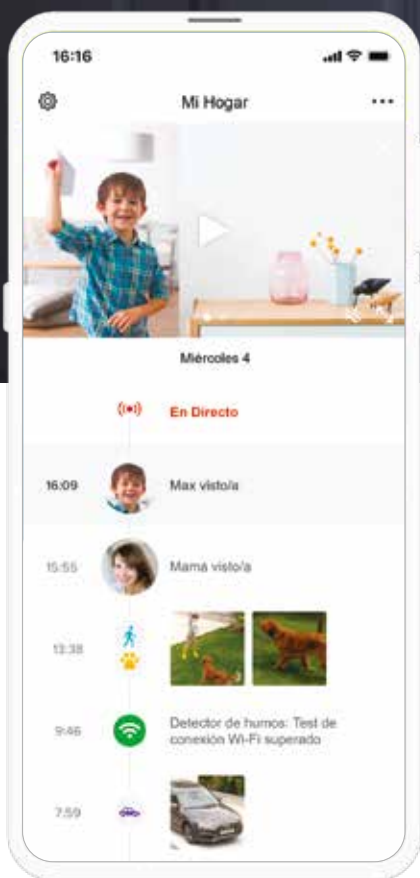 16:16
Mi Hogar
Miércoles 4
En Directo
16:09
Max visto/a
15:55
Mamá visto/a
13:38
9:46
Detector de humos: Test de
conexión Wi-Fi superado
7:59